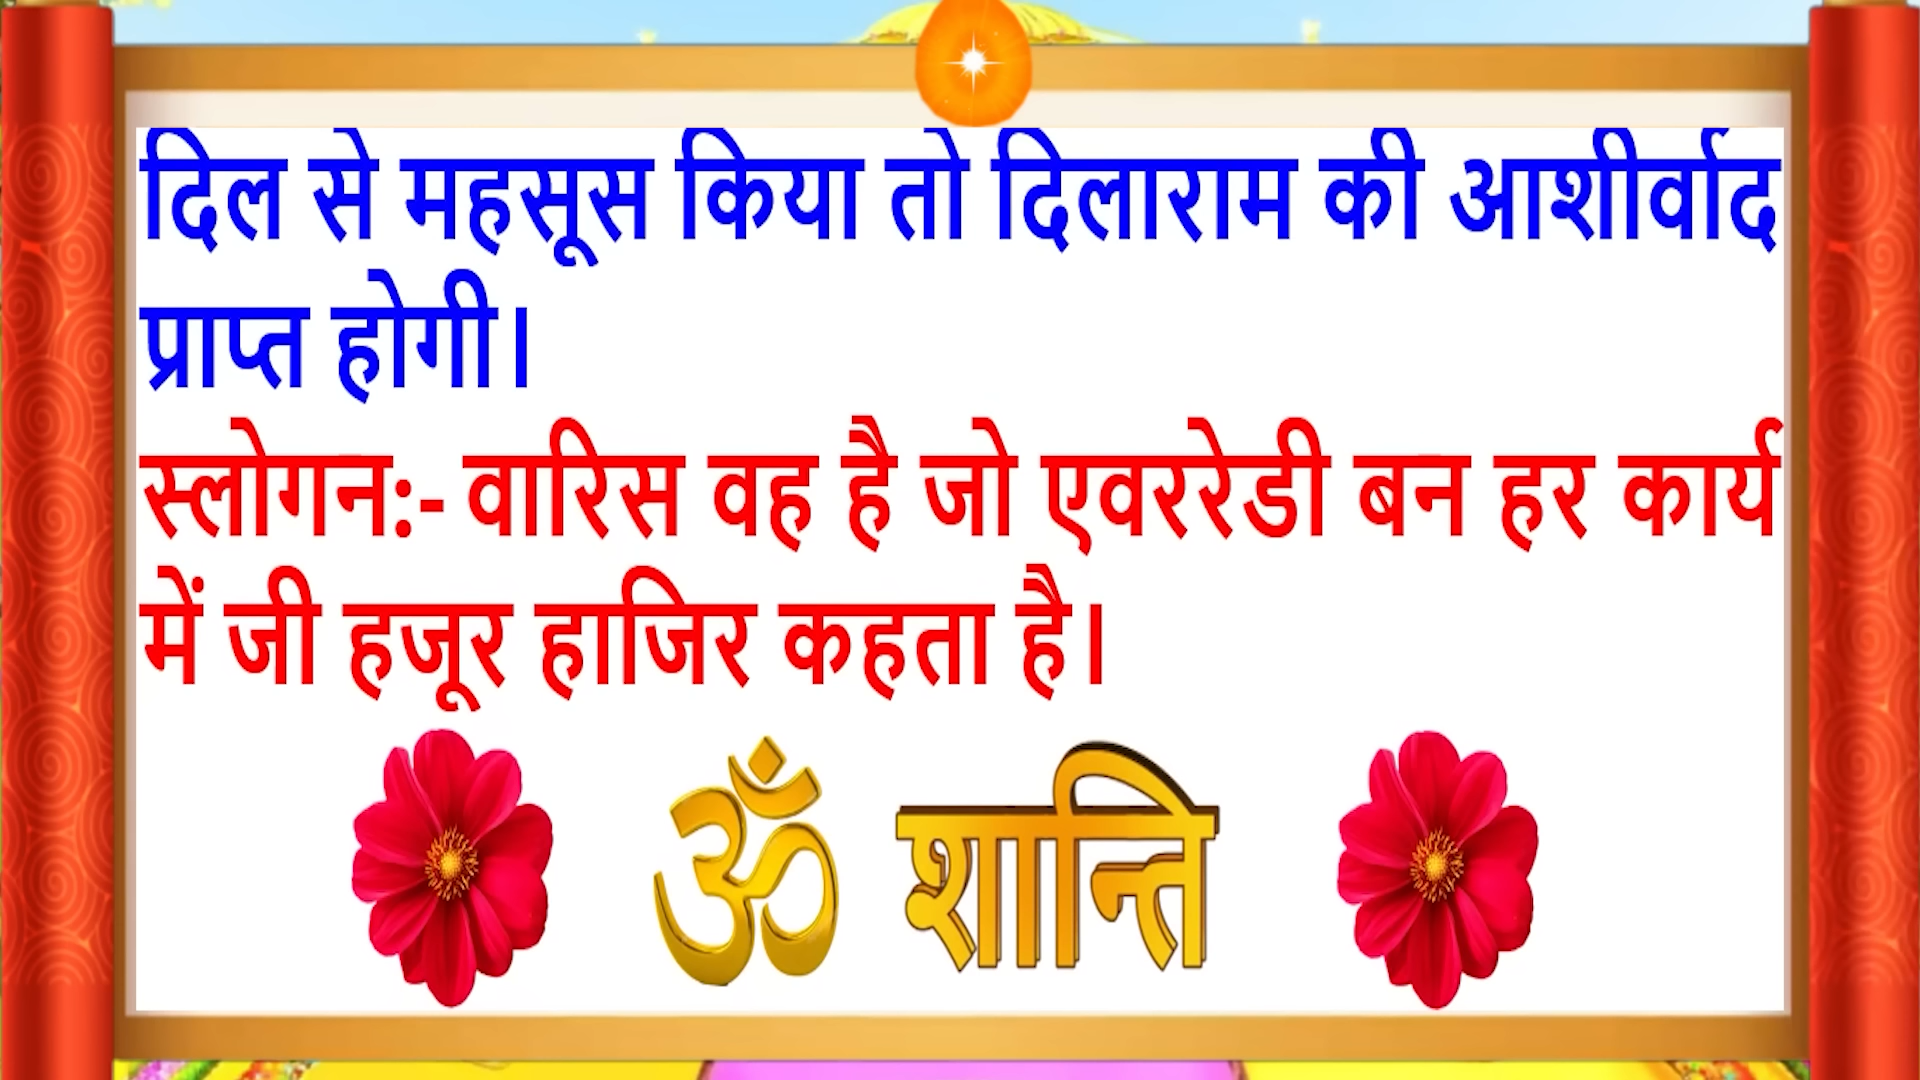 दिल से महसूस किया तो दिलाराम की आशीर्वाद
प्राप्त होगी।
स्लोगन:- वारिस वह है जो एवररेडी बन हर कार्य
में जी हजूर हाजिर कहता है।
ॐ शान्ति